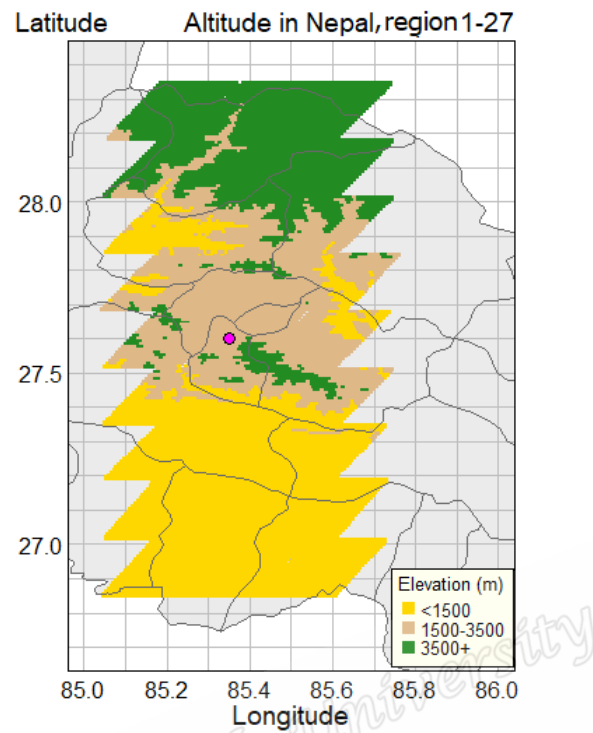 Latitude Altitude in Nepal, region 1-27
28.0
27.5
27.0
Elevation (m)
<1500
1500-3500
3500+
85.0 85.2 85.4 85.6 85.8 86.0
Longitude
University